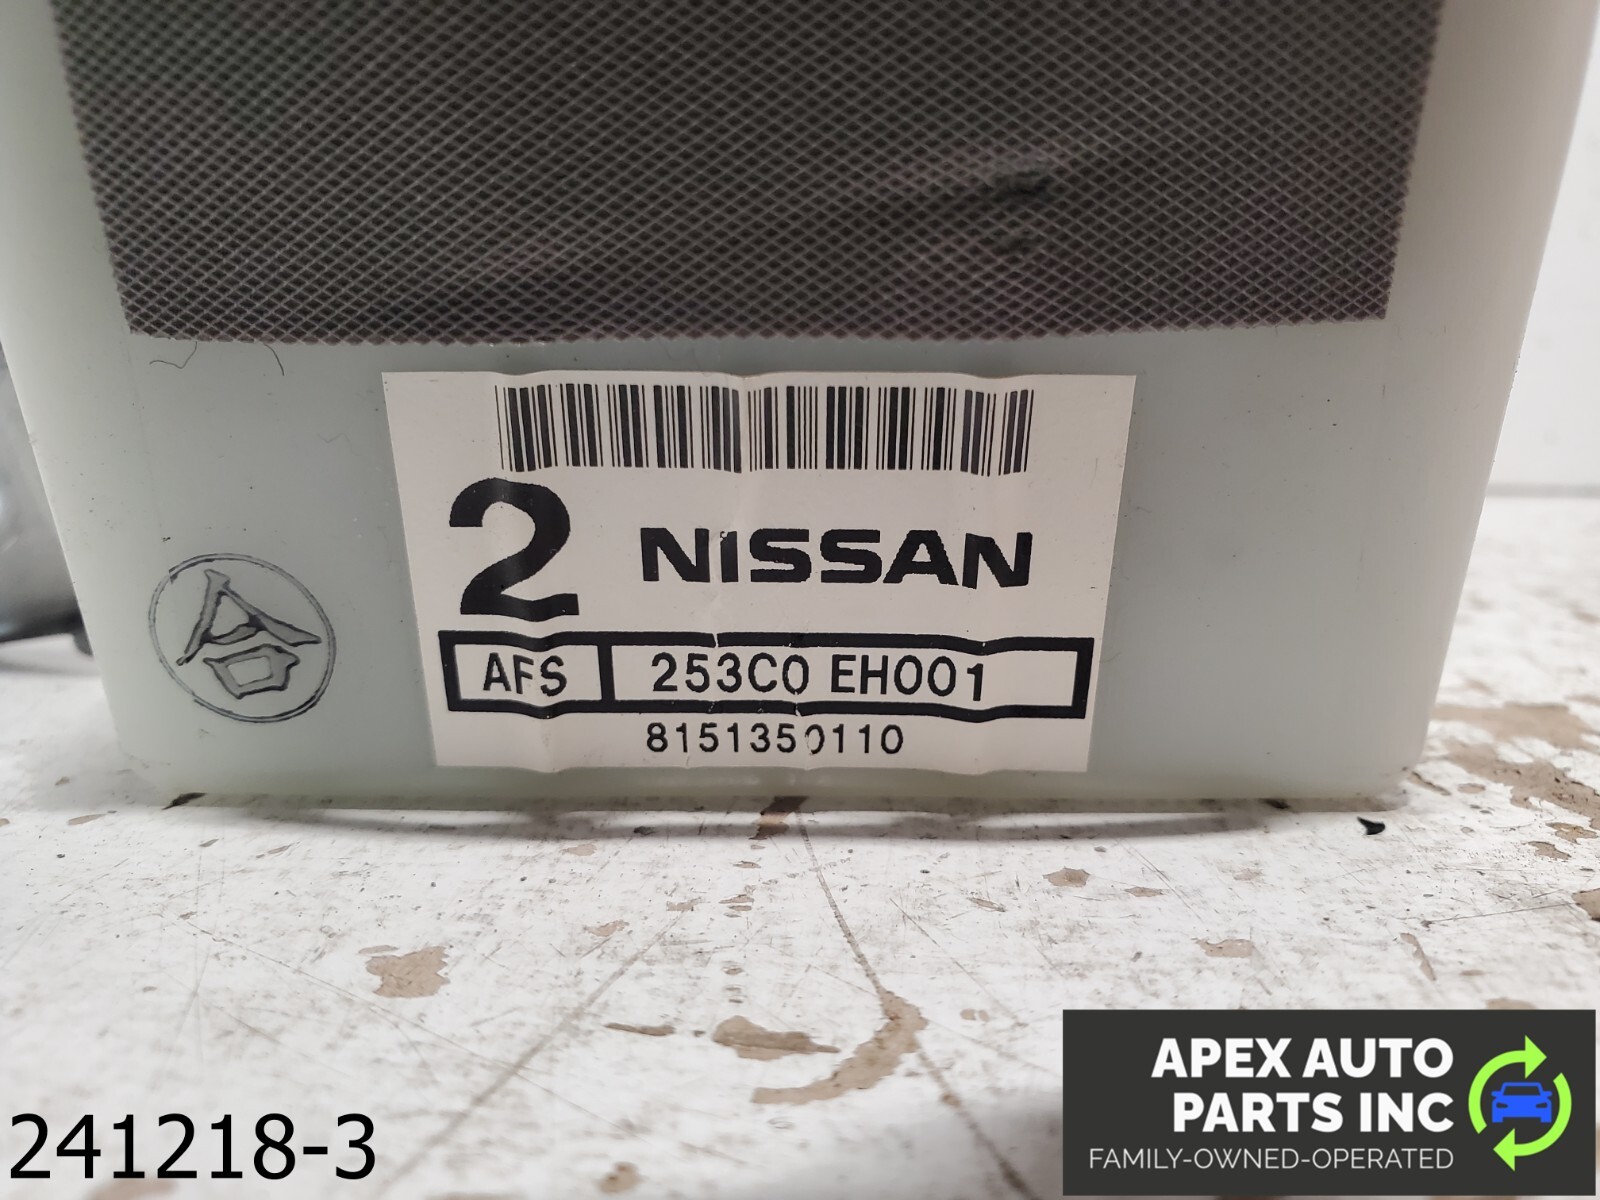 2 NISSAN
AFS 253C0 EH001
8151350110
合
241218-3
APEX AUTO
PARTS INC
FAMILY-OWNED-OPERATED